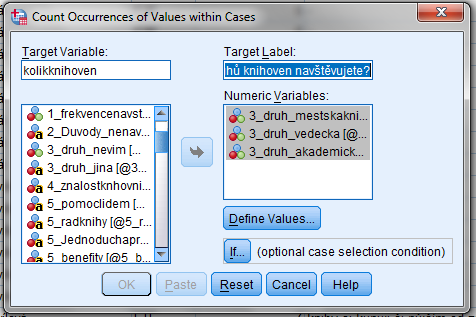 Count Occurrences of Values within Cases
Target Variable:
Target Label:
kolikknihoven
hů knihoven navštěvujete?
Numeric Variables:
1_frekvencenavst...
2_Duvody_nenav...
3_druh_nevim [...
3_druh_jina [@3...
4_znalostknhovni...
5_pomoclidem [...
5_radknihy [@5_r...
5_Jednoduchapr...
5_benefity [@5_b...
3_druh_mestskakni...
3_druh_vedecka [@...
3_druh_akademick...
Define Values...
If... (optional case selection condition)
OK Paste Reset Cancel Help